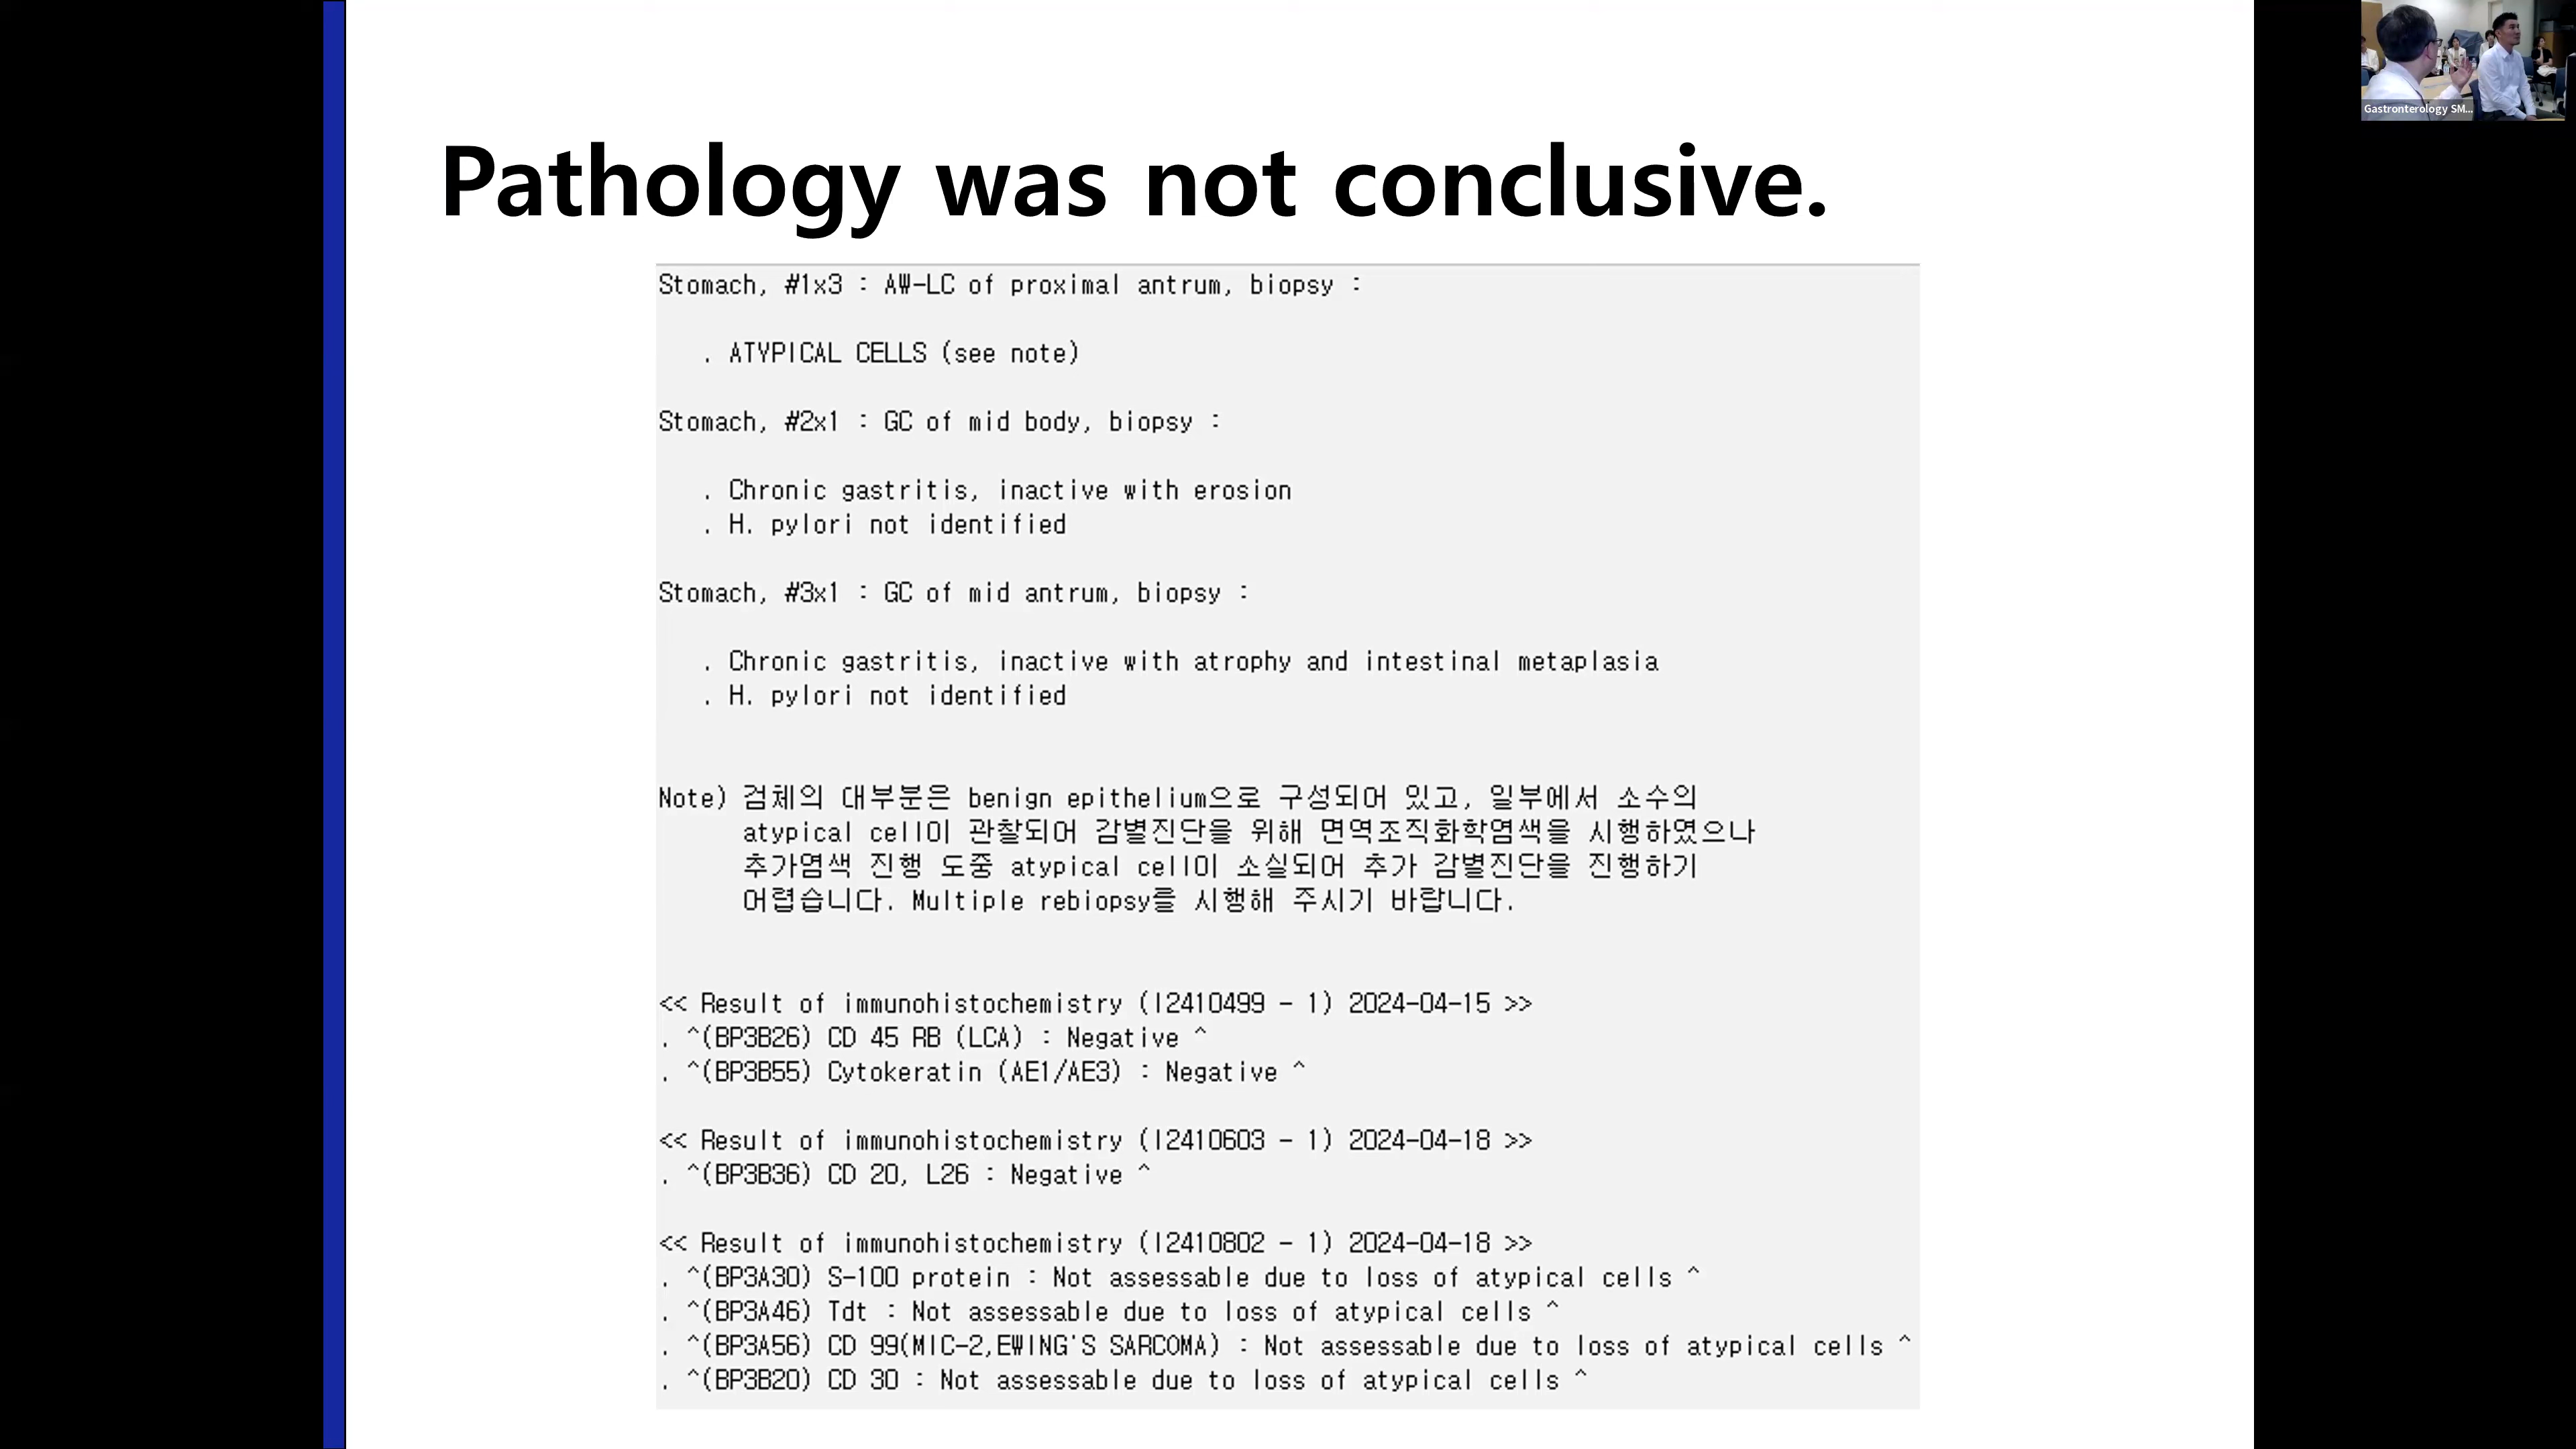 Gastronterology SM...
Pathology was not conclusive.
Stomach, #1x3 : AW-LC of proximal antrum, biopsy :
. ATYPICAL CELLS (see note)
Stomach, #2x1 : GC of mid body, biopsy :
. Chronic gastritis, inactive with erosion
. H. pylori not identified
Stomach, #3x1 : GC of mid antrum, biopsy :
. Chronic gastritis, inactive with atrophy and intestinal metaplasia
. H. pylori not identified
Note) 검체의 대부분은 benign epithelium으로 구성되어 있고, 일부에서 소수의
atypical cell이 관찰되어 감별진단을 위해 면역조직화학염색을 시행하였으나
추가염색 진행 도중 atypical cell이 소실되어 추가 감별진단을 진행하기
어렵습니다. Multiple rebiopsy를 시행해 주시기 바랍니다.
<< Result of immunohistochemistry (I2410499 - 1) 2024-04-15 >>
. ^(BP3B26) CD 45 RB (LCA) : Negative ^
. ^(BP3B55) Cytokeratin (AE1/AE3) : Negative ^
<< Result of immunohistochemistry (I2410603 - 1) 2024-04-18 >>
. ^(BP3B36) CD 20, L26 : Negative ^
<< Result of immunohistochemistry (I2410802 - 1) 2024-04-18 >>
. ^(BP3A30) S-100 protein : Not assessable due to loss of atypical cells ^
. ^(BP3A46) Tdt : Not assessable due to loss of atypical cells ^
. ^(BP3A56) CD 99(MIC-2,EWING'S SARCOMA) : Not assessable due to loss of atypical cells ^
. ^(BP3B20) CD 30 : Not assessable due to loss of atypical cells ^